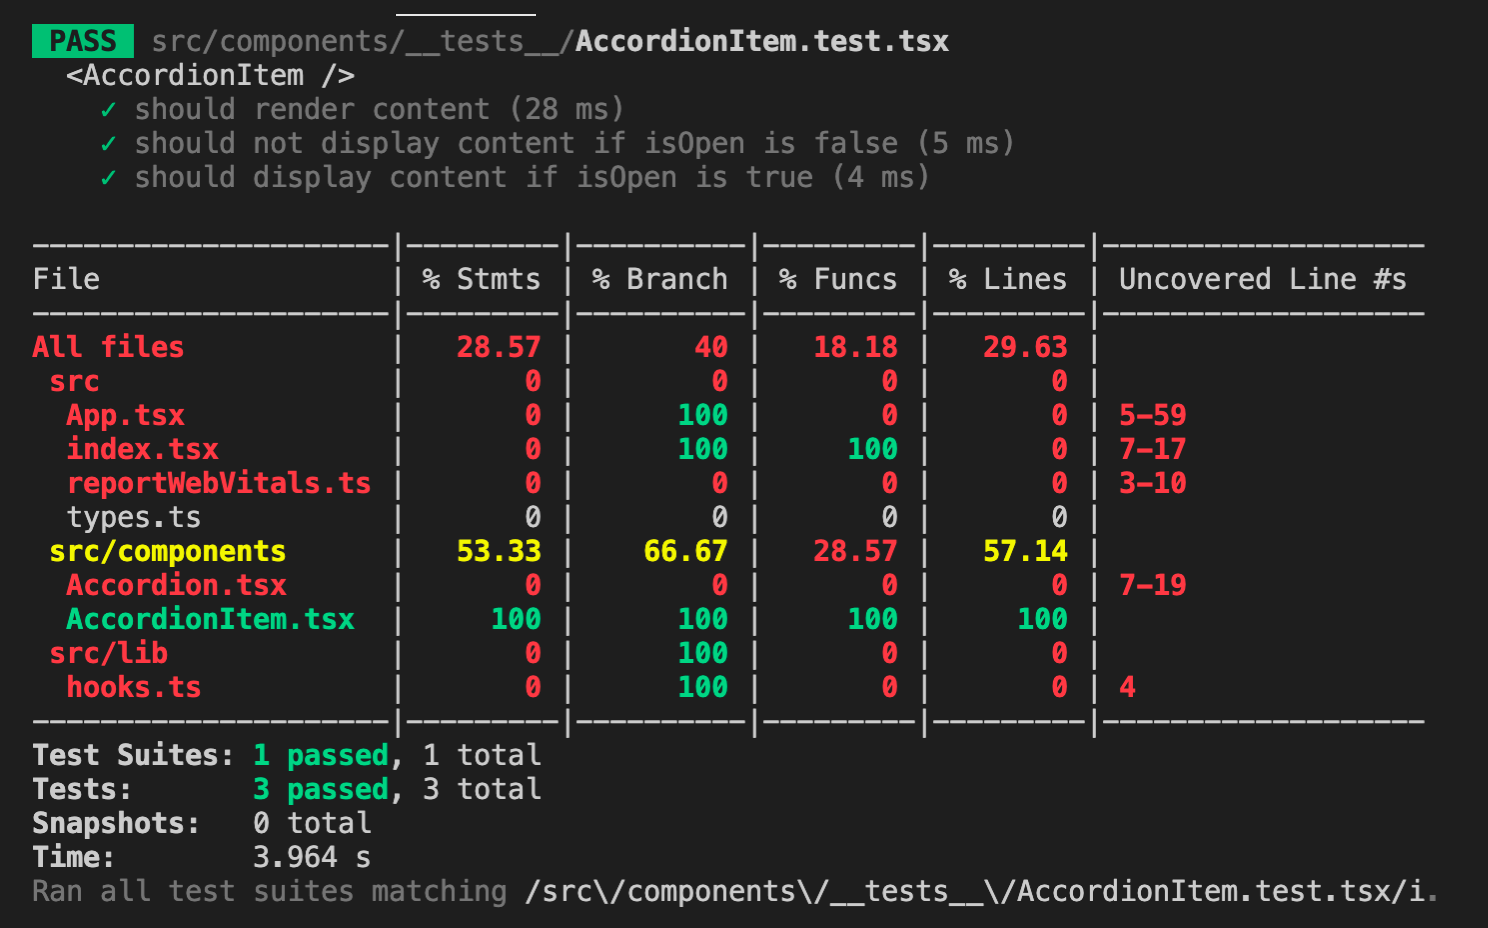 PASS src/components/__tests__/AccordionItem.test.tsx
<AccordionItem />
✓ should render content (28 ms)
✓ should not display content if isOpen is false (5 ms)
✓ should display content if isOpen is true (4 ms)
---------------------|---------|----------|---------|---------|-------------------
File | % Stmts | % Branch | % Funcs | % Lines | Uncovered Line #s
---------------------|---------|----------|---------|---------|-------------------
All files | 28.57 | 40 | 18.18 | 29.63 |
src | 0 | 0 | 0 | 0 |
App.tsx | 0 | 100 | 0 | 0 | 5-59
index.tsx | 0 | 100 | 100 | 0 | 7-17
reportWebVitals.ts | 0 | 0 | 0 | 0 | 3-10
types.ts | 0 | 0 | 0 | 0 |
src/components | 53.33 | 66.67 | 28.57 | 57.14 |
Accordion.tsx | 0 | 0 | 0 | 0 | 7-19
AccordionItem.tsx | 100 | 100 | 100 | 100 |
src/lib | 0 | 100 | 0 | 0 |
hooks.ts | 0 | 100 | 0 | 0 | 4
---------------------|---------|----------|---------|---------|-------------------
Test Suites: 1 passed, 1 total
Tests: 3 passed, 3 total
Snapshots: 0 total
Time: 3.964 s
Ran all test suites matching /src\/components\/__tests__\/AccordionItem.test.tsx/i.